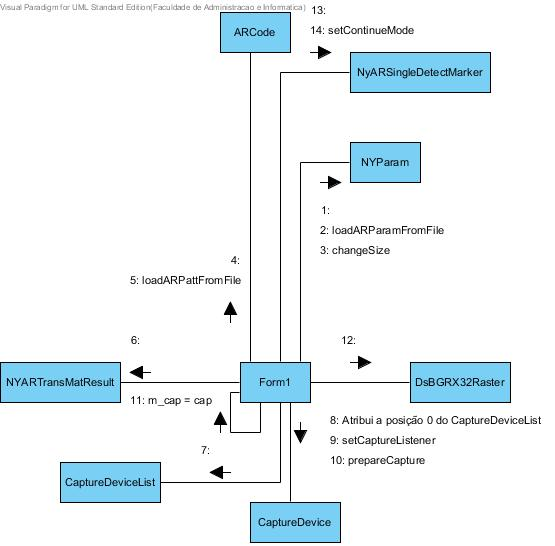 Visual Paradigm for UML Standard Edition(Faculdade de Administracao e Informatica)
13:
14: setContinueMode
ARCode
NyARSingleDetectMarker
NYParam
1:
2: loadARParamFromFile
3: changeSize
4:
5: loadARPattFromFile
6:
12:
NYARTransMatResult
Form1
DsBGRX32Raster
11: m_cap = cap
8: Atribui a posição 0 do CaptureDeviceList
9: setCaptureListener
10: prepareCapture
7:
CaptureDeviceList
CaptureDevice